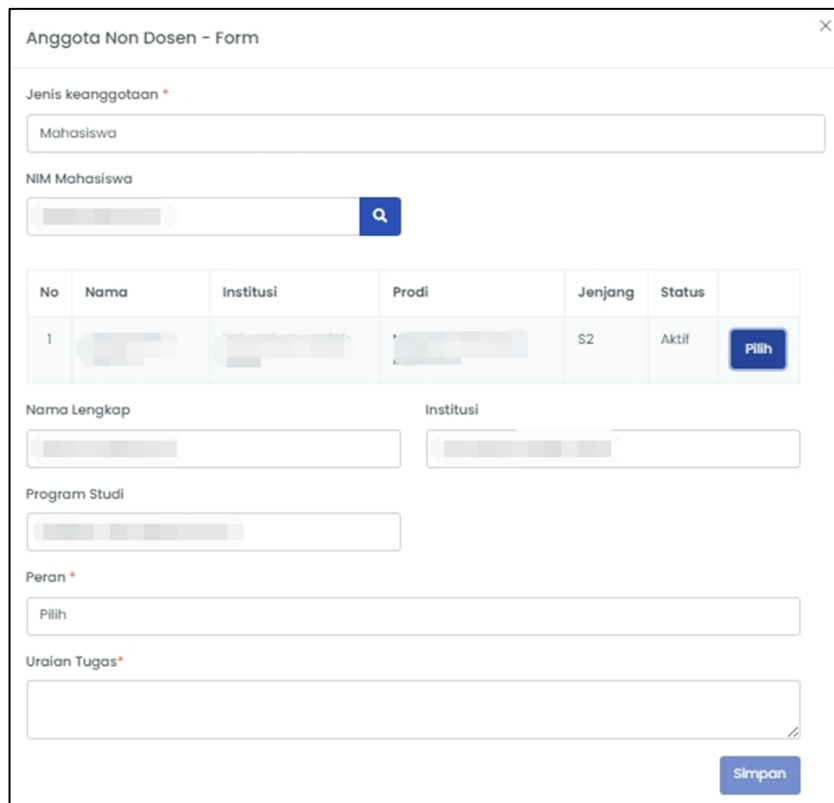 Anggota Non Dosen - Form
Jenis keanggotaan *
Mahasiswa
NIM Mahasiswa
No Nama Institusi Prodi Jenjang Status
1 S2 Aktif Pilih
Nama Lengkap Institusi
Program Studi
Peran *
Pilih
Uraian Tugas*
Simpan